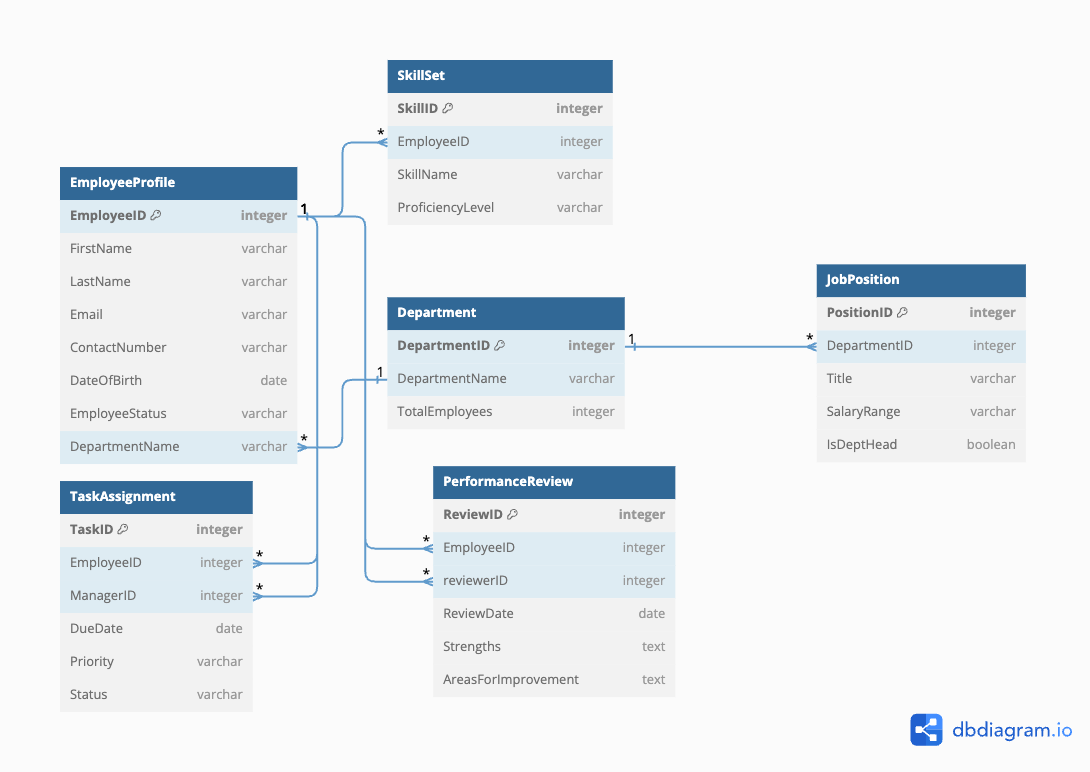 SkillSet
SkillID integer
EmployeeID integer
SkillName varchar
ProficiencyLevel varchar
EmployeeProfile
EmployeeID integer
FirstName varchar
LastName varchar
Email varchar
ContactNumber varchar
DateOfBirth date
EmployeeStatus varchar
DepartmentName varchar
Department
DepartmentID integer
DepartmentName varchar
TotalEmployees integer
JobPosition
PositionID integer
DepartmentID integer
Title varchar
SalaryRange varchar
IsDeptHead boolean
TaskAssignment
TaskID integer
EmployeeID integer
ManagerID integer
DueDate date
Priority varchar
Status varchar
PerformanceReview
ReviewID integer
EmployeeID integer
reviewerID integer
ReviewDate date
Strengths text
AreasForImprovement text
1
*
1
*
1
*
*
*
*
*
dbdiagram.io